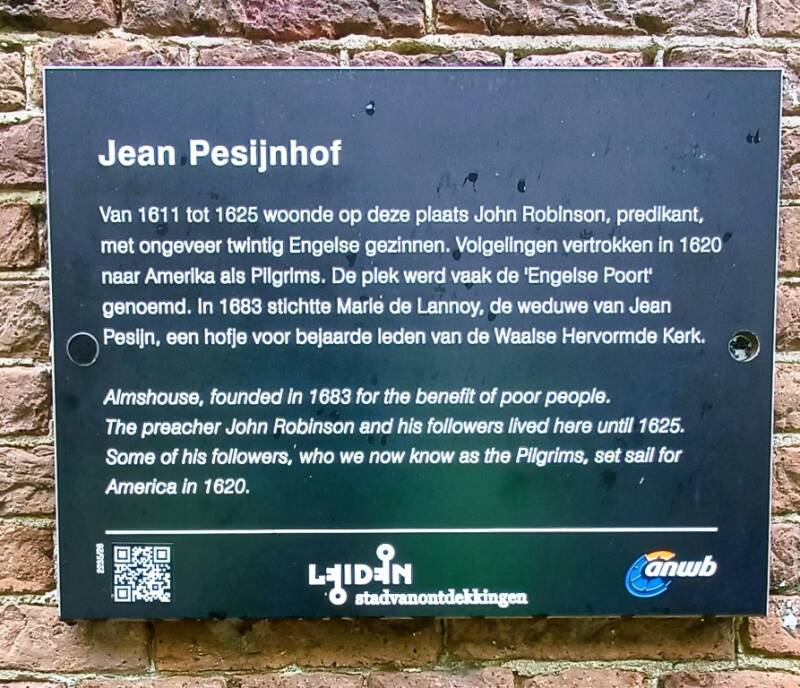 Jean Pesijnhof
Van 1611 tot 1625 woonde op deze plaats John Robinson, predikant,
met ongeveer twintig Engelse gezinnen. Volgelingen vertrokken in 1620
naar Amerika als Pilgrims. De plek werd vaak de 'Engelse Poort'
genoemd. In 1683 stichtte Marie de Lannoy, de weduwe van Jean
Pesijn, een hofje voor bejaarde leden van de Waalse Hervormde Kerk.
Almshouse, founded in 1683 for the benefit of poor people.
The preacher John Robinson and his followers lived here until 1625.
Some of his followers, who we now know as the Pilgrims, set sail for
America in 1620.
2235/26
LEIDEN
stadvanontdekkingen
anwb